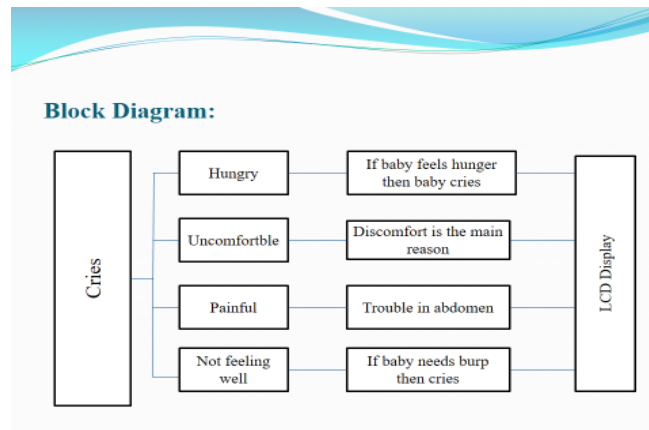 Block Diagram:
Cries
Hungry
If baby feels hunger
then baby cries
Uncomfortble
Discomfort is the main
reason
Painful
Trouble in abdomen
Not feeling
well
If baby needs burp
then cries
LCD Display